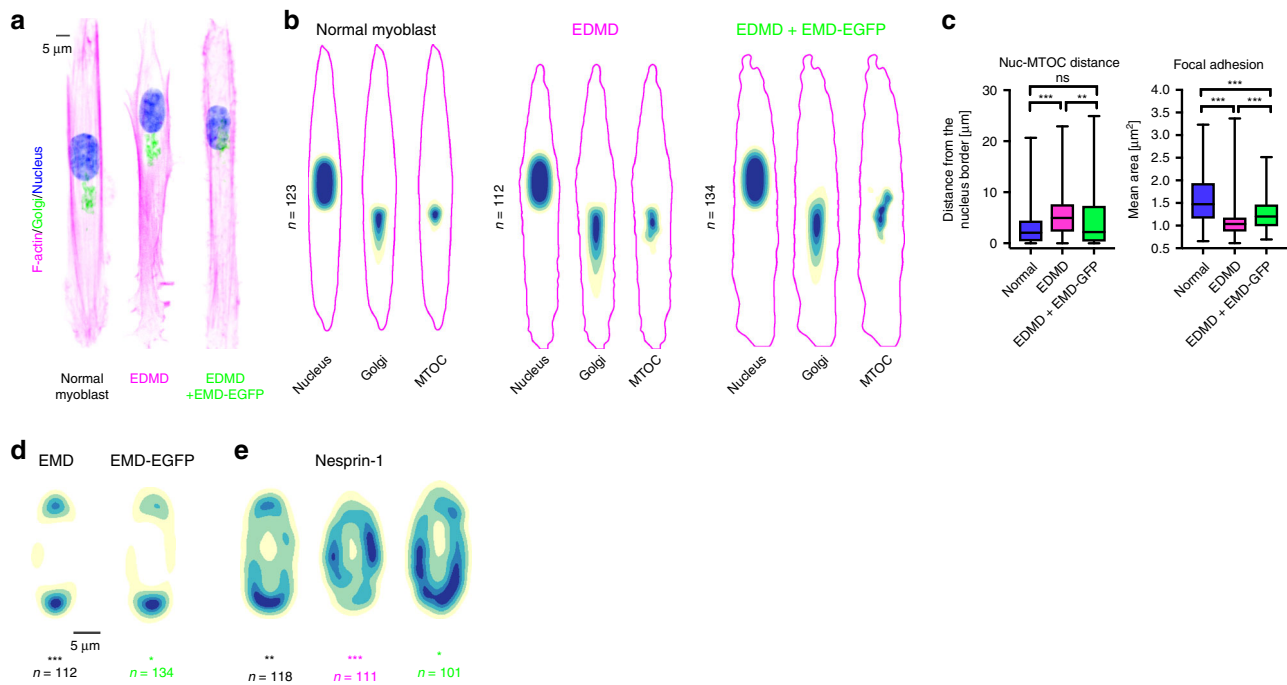 a
5 μm
F-actin/Golgi/Nucleus
Normal
myoblast
EDMD
EDMD
+EMD-EGFP
b
Normal myoblast
EDMD
EDMD + EMD-EGFP
n = 123
n = 112
n = 134
Nucleus
Golgi
MTOC
Nucleus
Golgi
MTOC
Nucleus
Golgi
MTOC
c
Nuc-MTOC distance
ns
***
**
30
20
10
0
Distance from the
nucleus border [μm]
Normal
EDMD
EDMD + EMD-GFP
Focal adhesion
***
***
***
4.0
3.5
3.0
2.5
2.0
1.5
1.0
0.5
Mean area [μm²]
Normal
EDMD
EDMD + EMD-GFP
d
EMD
EMD-EGFP
5 μm
***
n = 112
*
n = 134
e
Nesprin-1
**
n = 118
***
n = 111
*
n = 101